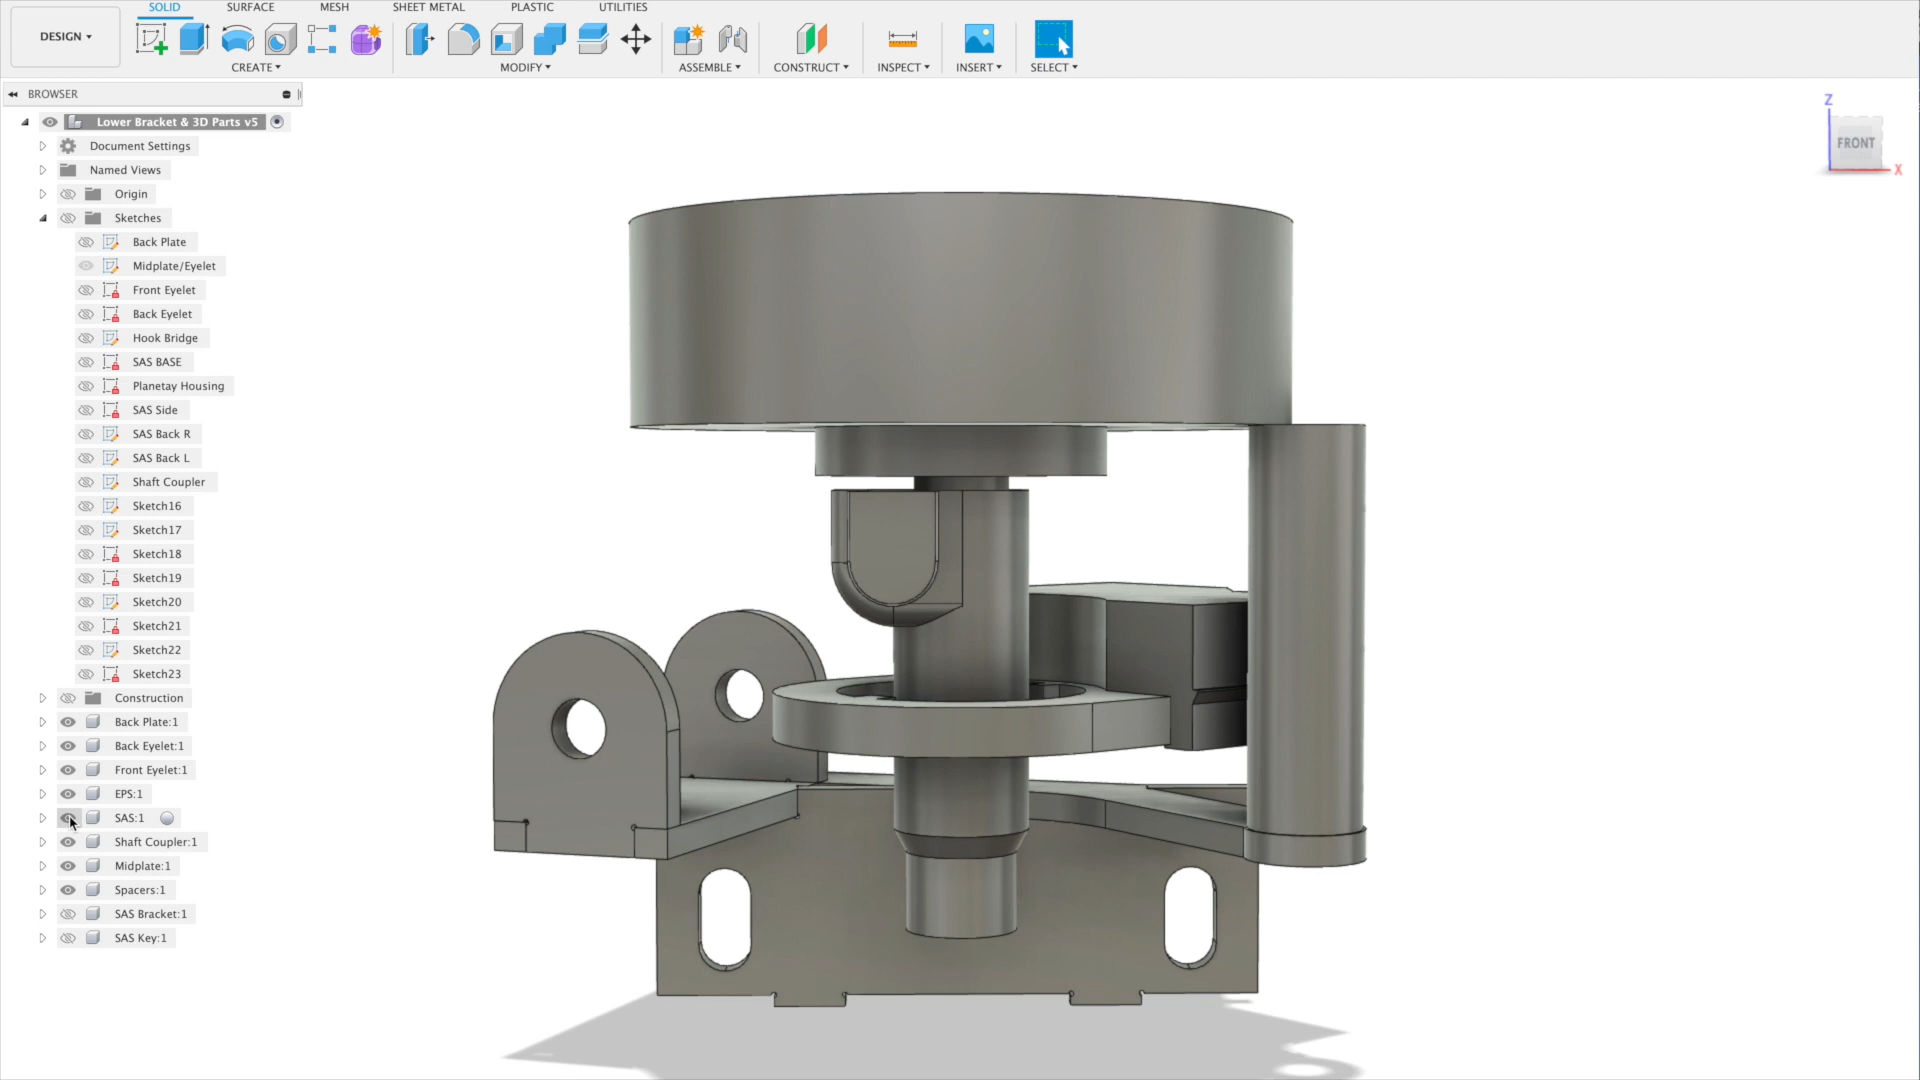 SOLID SURFACE MESH SHEET METAL PLASTIC UTILITIES
DESIGN
CREATE MODIFY ASSEMBLE CONSTRUCT INSPECT INSERT SELECT
BROWSER
Lower Bracket & 3D Parts v5
Document Settings
Named Views
Origin
Sketches
Back Plate
Midplate/Eyelet
Front Eyelet
Back Eyelet
Hook Bridge
SAS BASE
Planetay Housing
SAS Side
SAS Back R
SAS Back L
Shaft Coupler
Sketch16
Sketch17
Sketch18
Sketch19
Sketch20
Sketch21
Sketch22
Sketch23
Construction
Back Plate:1
Back Eyelet:1
Front Eyelet:1
EPS:1
SAS:1
Shaft Coupler:1
Midplate:1
Spacers:1
SAS Bracket:1
SAS Key:1
Z
FRONT
X